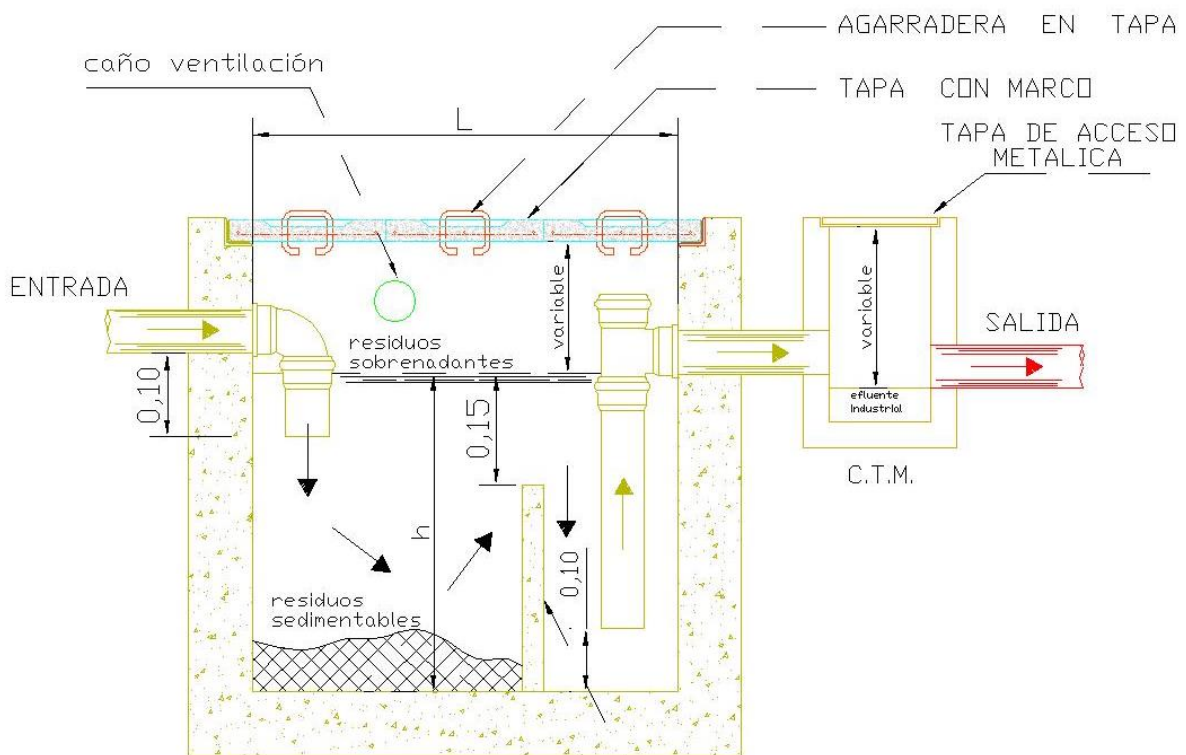 AGARRADERA EN TAPA
caño ventilación
TAPA CON MARCO
L
TAPA DE ACCESO
METALICA
ENTRADA
variable
variable
SALIDA
residuos
sobrenadantes
0,10
0,15
efluente
Industrial
C.T.M.
h
0,10
residuos
sedimentables